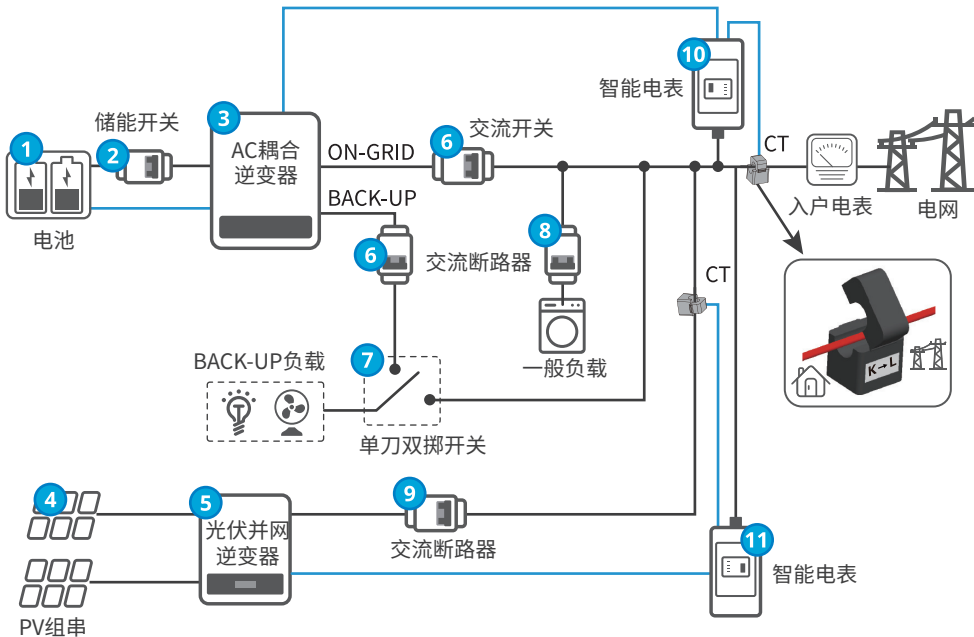 10
智能电表
储能开关
3
交流开关
CT
1
2
AC耦合
逆变器
ON-GRID
6
入户电表
电网
BACK-UP
电池
6
交流断路器
8
CT
K→L
BACK-UP负载
7
一般负载
单刀双掷开关
4
5
9
光伏并网
逆变器
交流断路器
11
智能电表
PV组串